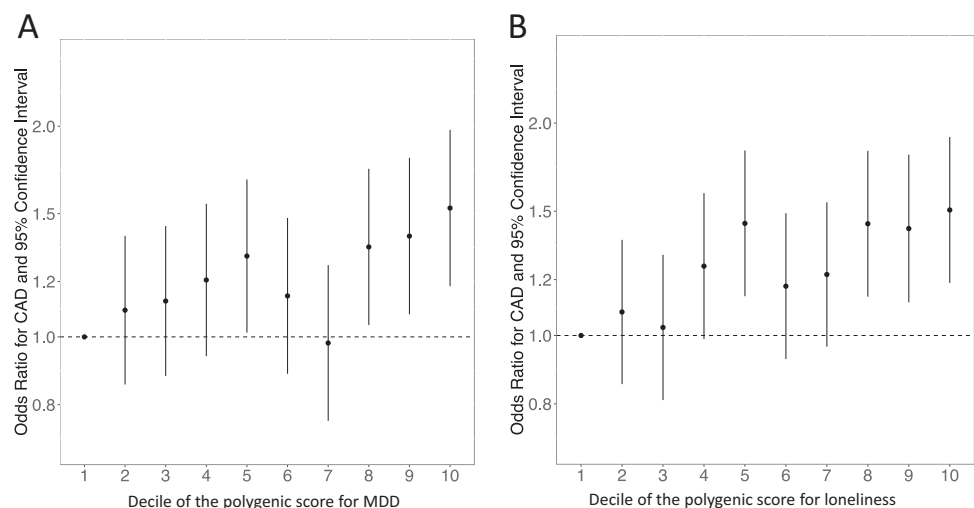 A
Odds Ratio for CAD and 95% Confidence Interval
2.0
1.5
1.2
1.0
0.8
1 2 3 4 5 6 7 8 9 10
Decile of the polygenic score for MDD
B
Odds Ratio for CAD and 95% Confidence Interval
2.0
1.5
1.2
1.0
0.8
1 2 3 4 5 6 7 8 9 10
Decile of the polygenic score for loneliness